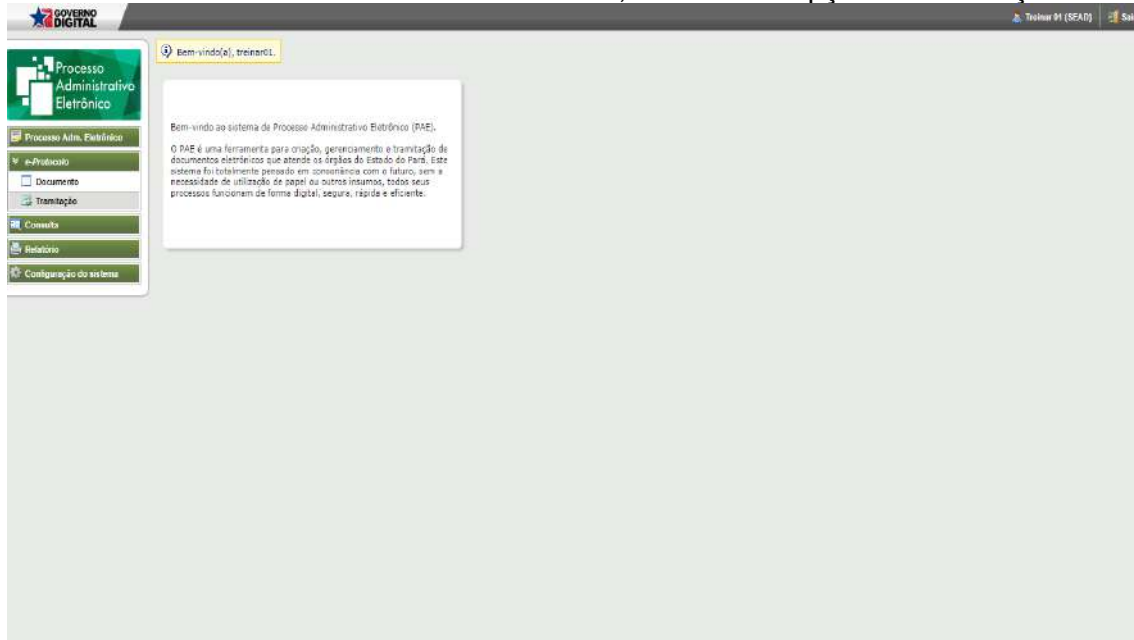 GOVERNO
DIGITAL
Treinar 01 (SEAD)
Processo
Administrativo
Eletrônico
Bem-vindo(a), treinar01.
Processo Adm. Eletrônico
e-Protocolo
Documento
Tramitação
Consulta
Relatório
Configuração do sistema
Bem-vindo ao sistema de Processo Administrativo Eletrônico (PAE).
O PAE é uma ferramenta para criação, gerenciamento e tramitação de
documentos eletrônicos que atende os órgãos do Estado do Pará. Este
sistema foi totalmente pensado em consonância com o futuro, sem a
necessidade de utilização de papel ou outros insumos, todos seus
processos funcionam de forma digital, segura, rápida e eficiente.